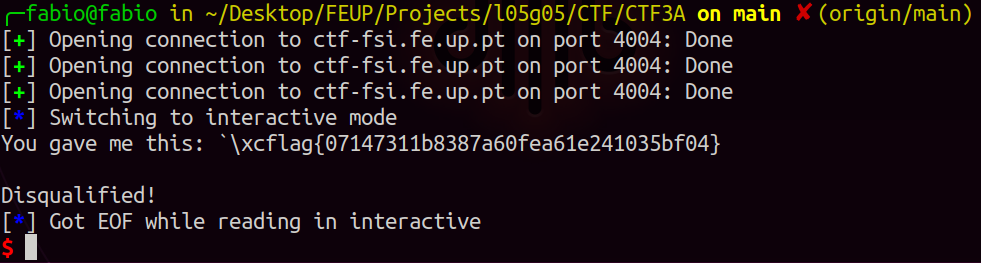 fabio@fabio in ~/Desktop/FEUP/Projects/l05g05/CTF/CTF3A on main ✘ (origin/main)
[+] Opening connection to ctf-fsi.fe.up.pt on port 4004: Done
[+] Opening connection to ctf-fsi.fe.up.pt on port 4004: Done
[+] Opening connection to ctf-fsi.fe.up.pt on port 4004: Done
[*] Switching to interactive mode
You gave me this: `\xcflag{07147311b8387a60fea61e241035bf04}
Disqualified!
[*] Got EOF while reading in interactive
$